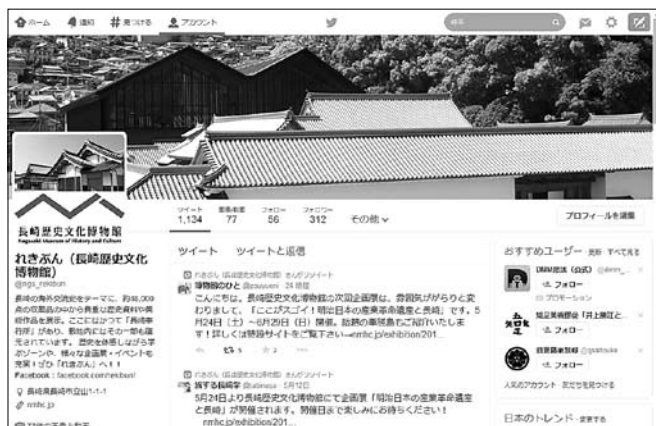 ホーム 通知 # 見つける アカウント
検索
長崎歴史文化博物館
Nagasaki Museum of History and Culture
ツイート 画像/動画 フォロー フォロワー
1,134 77 56 312 その他
プロフィールを編集
れきぶん（長崎歴史文化
博物館）
@ngs_rekibun
長崎の海外交流史をテーマに、約48,000
点の収蔵品の中から貴重な歴史資料や美
術作品を展示。ここにはかつて「長崎奉
行所」があり、敷地内にはその一部も復
元されています。歴史を体感しながら学
ぶゾーンや、様々な企画展・イベントも
充実！ぜひ「れきぶん」へ！！
Facebook：facebook.com/rekibun/
長崎県長崎市立山1-1-1
nmhc.jp
ツイート ツイートと返信
れきぶん（長崎歴史文化博物館）さんがリツイート
博物館のひと · 24 時間
こんにちは。長崎歴史文化博物館の次回企画展は、雰囲気ががらりと変
わりまして、「ここがスゴイ！明治日本の産業革命遺産と長崎」です。5
月24日（土）～6月29日（日）開催。話題の軍艦島もご紹介いたしま
す！詳しくは特設サイトをご覧下さい→nmhc.jp/exhibition/201...
5 2
れきぶん（長崎歴史文化博物館）さんがリツイート
旅する長崎学 · 5月12日
5月24日より長崎歴史文化博物館にて企画展「明治日本の産業革命遺産
と長崎」が開催されます。開催日まで楽しみにお待ちください！
nmhc.jp/exhibition/201...
おすすめユーザー · 更新 · すべて見る
フォロー
プロモーション
フォロー
フォロー
人気のアカウント 友だちを見つける
日本のトレンド · 変更する